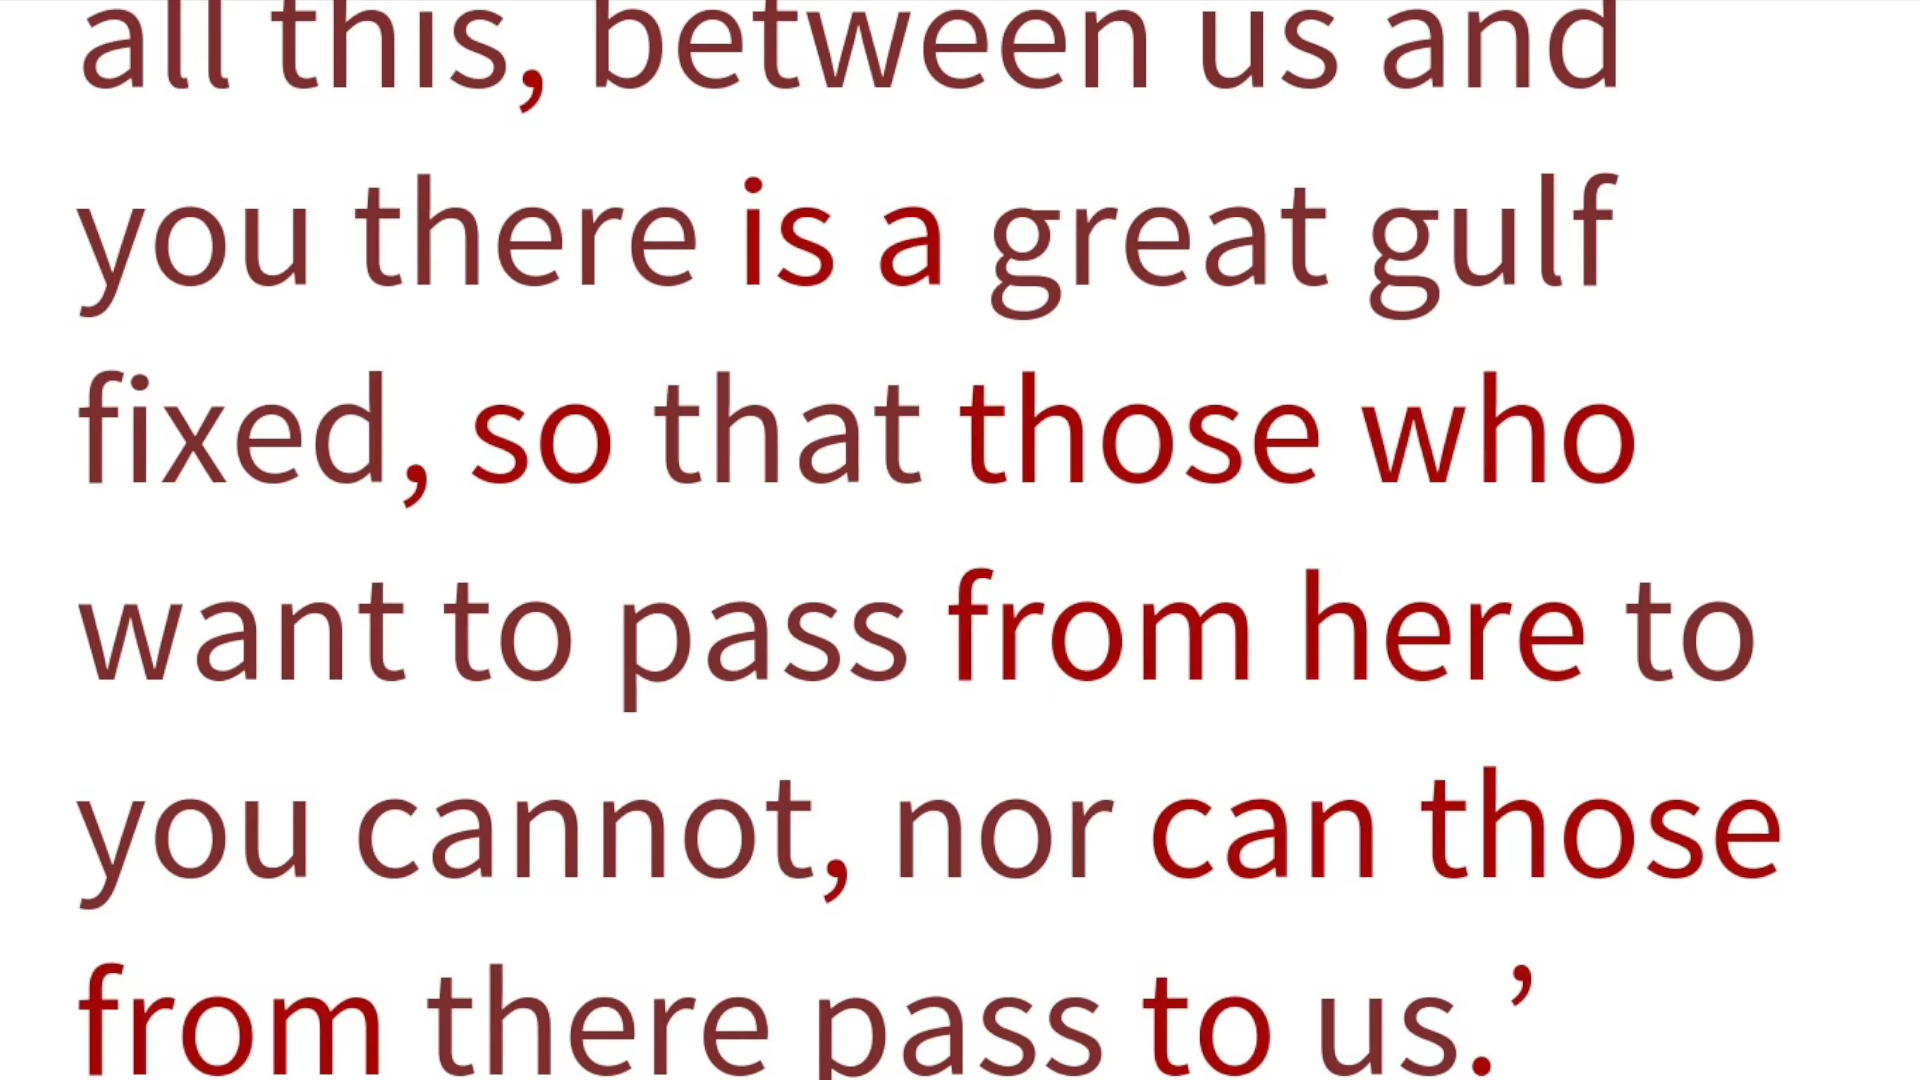 all this, between us and
you there is a great gulf
fixed, so that those who
want to pass from here to
you cannot, nor can those
from there pass to us.’